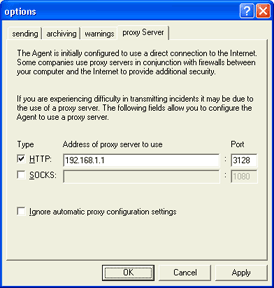 options
sending archiving warnings proxy Server
The Agent is initially configured to use a direct connection to the Internet.
Some companies use proxy servers in conjunction with firewalls between
your computer and the Internet to provide additional security.
If you are experiencing difficulty in transmitting incidents it may be due to
the use of a proxy server. The following fields allow you to configure the
Agent to use a proxy server.
Type Address of proxy server to use Port
HTTP: 192.168.1.1 : 3128
SOCKS: : 1080
Ignore automatic proxy configuration settings
OK Cancel Apply